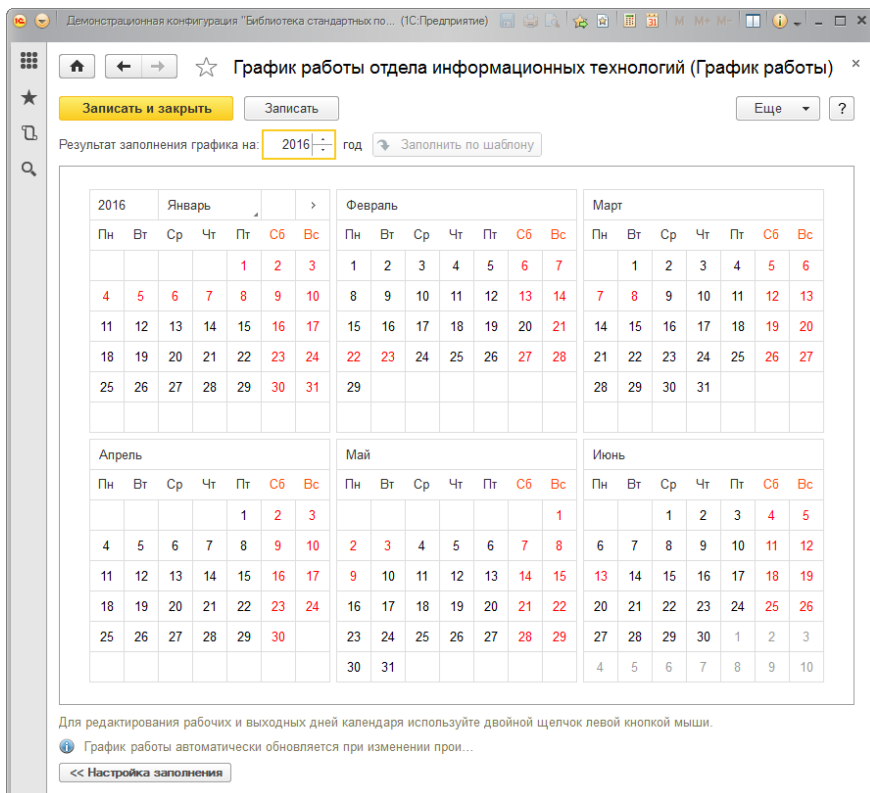 Демонстрационная конфигурация "Библиотека стандартных по... (1С:Предприятие) M M+ M-
График работы отдела информационных технологий (График работы)
Записать и закрыть Записать Еще ?
Результат заполнения графика на: 2016 год Заполнить по шаблону
2016 Январь > Февраль Март
Пн Вт Ср Чт Пт Сб Вс Пн Вт Ср Чт Пт Сб Вс Пн Вт Ср Чт Пт Сб Вс
1 2 3 1 2 3 4 5 6 7 1 2 3 4 5 6
4 5 6 7 8 9 10 8 9 10 11 12 13 14 7 8 9 10 11 12 13
11 12 13 14 15 16 17 15 16 17 18 19 20 21 14 15 16 17 18 19 20
18 19 20 21 22 23 24 22 23 24 25 26 27 28 21 22 23 24 25 26 27
25 26 27 28 29 30 31 29 28 29 30 31
Апрель Май Июнь
Пн Вт Ср Чт Пт Сб Вс Пн Вт Ср Чт Пт Сб Вс Пн Вт Ср Чт Пт Сб Вс
1 2 3 1 1 2 3 4 5
4 5 6 7 8 9 10 2 3 4 5 6 7 8 6 7 8 9 10 11 12
11 12 13 14 15 16 17 9 10 11 12 13 14 15 13 14 15 16 17 18 19
18 19 20 21 22 23 24 16 17 18 19 20 21 22 20 21 22 23 24 25 26
25 26 27 28 29 30 23 24 25 26 27 28 29 27 28 29 30 1 2 3
30 31 4 5 6 7 8 9 10
Для редактирования рабочих и выходных дней календаря используйте двойной щелчок левой кнопкой мыши.
График работы автоматически обновляется при изменении прои...
<< Настройка заполнения